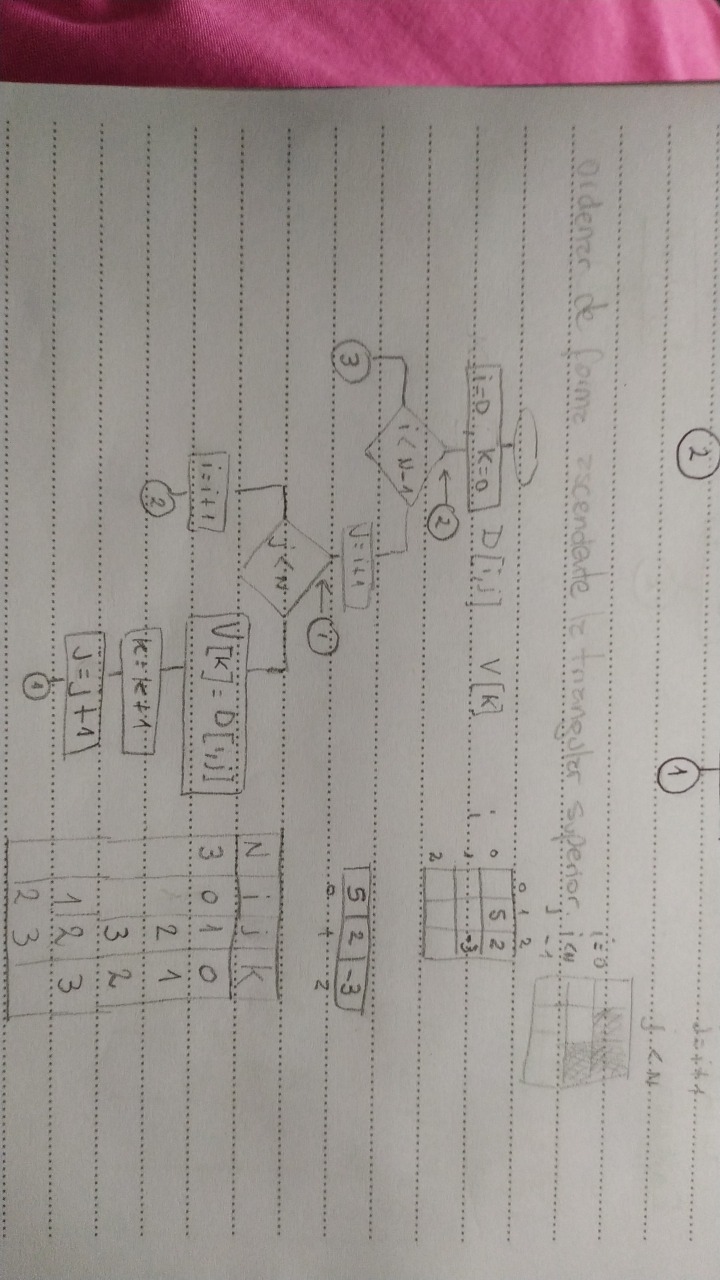 2
1
J=i+1
j < N
i=0
ordenar de forma ascendente la triangular superior, i<N
j -1
0 1 2
i=0, K=0 D[i,j] V[K] i 0 5 2
1 -3
2
2
i < N-1
3
J=i+1
5 2 -3
0 1 2
1
j < N
N i j K
V[K] = D[i,j]
i=i+1
3 0 1 0
2
2 1
K=K+1
3 2
J=j+1
1 2 3
1
2 3